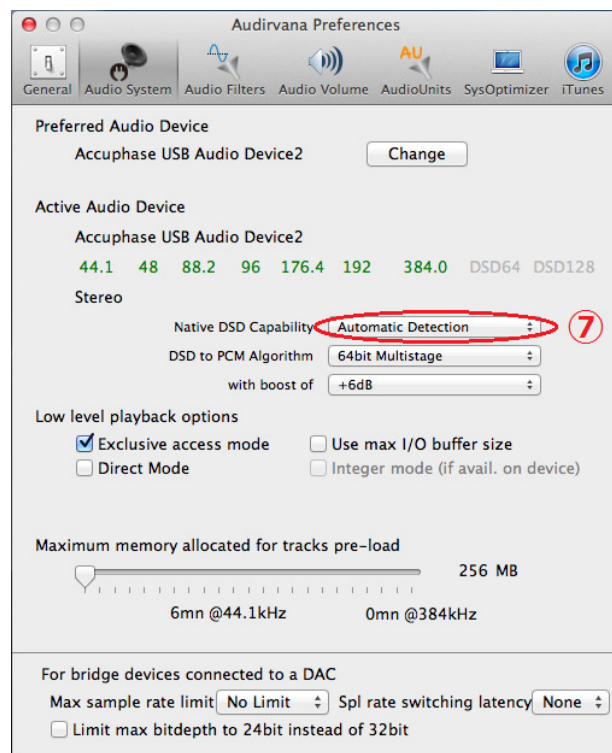 Audirvana Preferences
AU
General Audio System Audio Filters Audio Volume AudioUnits SysOptimizer iTunes
Preferred Audio Device
Accuphase USB Audio Device2 Change
Active Audio Device
Accuphase USB Audio Device2
44.1 48 88.2 96 176.4 192 384.0 DSD64 DSD128
Stereo
Native DSD Capability Automatic Detection ⑦
DSD to PCM Algorithm 64bit Multistage
with boost of +6dB
Low level playback options
Exclusive access mode Use max I/O buffer size
Direct Mode Integer mode (if avail. on device)
Maximum memory allocated for tracks pre-load
256 MB
6mn @44.1kHz 0mn @384kHz
For bridge devices connected to a DAC
Max sample rate limit No Limit Spl rate switching latency None
Limit max bitdepth to 24bit instead of 32bit